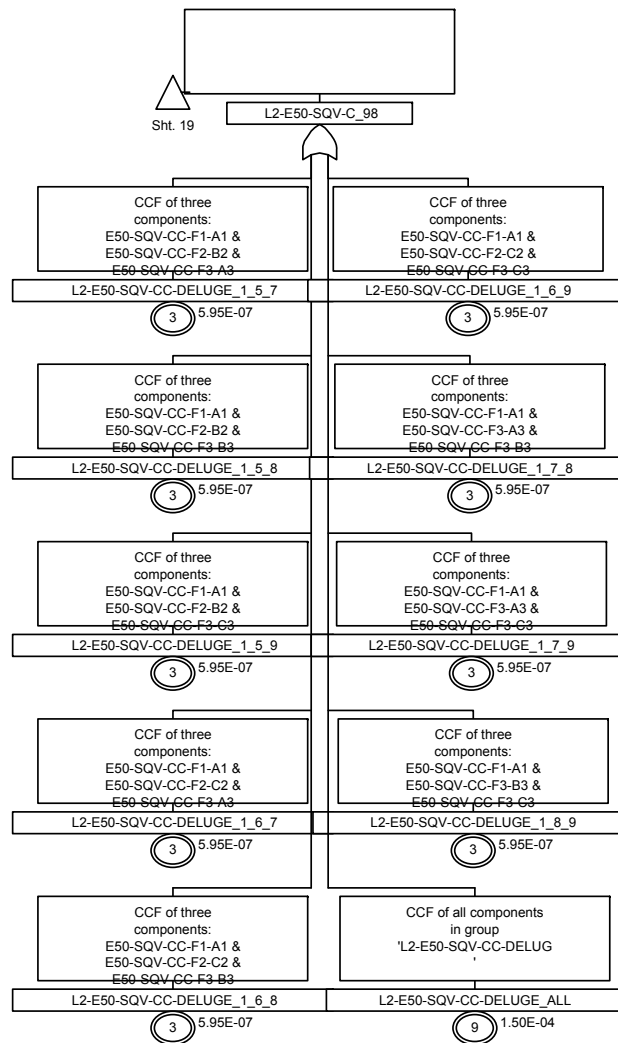 Sht. 19
L2-E50-SQV-C_98
CCF of three
components:
E50-SQV-CC-F1-A1 &
E50-SQV-CC-F2-B2 &
E50-SQV-CC-F3-A3
L2-E50-SQV-CC-DELUGE_1_5_7
3
5.95E-07
CCF of three
components:
E50-SQV-CC-F1-A1 &
E50-SQV-CC-F2-C2 &
E50-SQV-CC-F3-C3
L2-E50-SQV-CC-DELUGE_1_6_9
3
5.95E-07
CCF of three
components:
E50-SQV-CC-F1-A1 &
E50-SQV-CC-F2-B2 &
E50-SQV-CC-F3-B3
L2-E50-SQV-CC-DELUGE_1_5_8
3
5.95E-07
CCF of three
components:
E50-SQV-CC-F1-A1 &
E50-SQV-CC-F3-A3 &
E50-SQV-CC-F3-B3
L2-E50-SQV-CC-DELUGE_1_7_8
3
5.95E-07
CCF of three
components:
E50-SQV-CC-F1-A1 &
E50-SQV-CC-F2-B2 &
E50-SQV-CC-F3-C3
L2-E50-SQV-CC-DELUGE_1_5_9
3
5.95E-07
CCF of three
components:
E50-SQV-CC-F1-A1 &
E50-SQV-CC-F3-A3 &
E50-SQV-CC-F3-C3
L2-E50-SQV-CC-DELUGE_1_7_9
3
5.95E-07
CCF of three
components:
E50-SQV-CC-F1-A1 &
E50-SQV-CC-F2-C2 &
E50-SQV-CC-F3-A3
L2-E50-SQV-CC-DELUGE_1_6_7
3
5.95E-07
CCF of three
components:
E50-SQV-CC-F1-A1 &
E50-SQV-CC-F3-B3 &
E50-SQV-CC-F3-C3
L2-E50-SQV-CC-DELUGE_1_8_9
3
5.95E-07
CCF of three
components:
E50-SQV-CC-F1-A1 &
E50-SQV-CC-F2-C2 &
E50-SQV-CC-F3-B3
L2-E50-SQV-CC-DELUGE_1_6_8
3
5.95E-07
CCF of all components
in group
'L2-E50-SQV-CC-DELUG
'
L2-E50-SQV-CC-DELUGE_ALL
9
1.50E-04